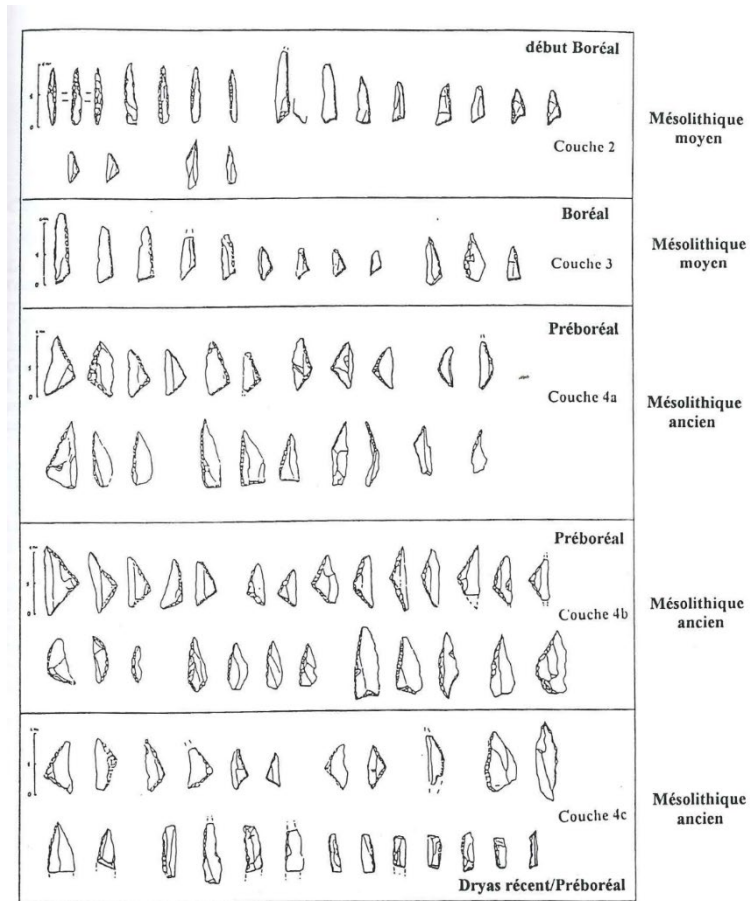 début Boréal
Couche 2
Mésolithique
moyen
Boréal
Couche 3
Mésolithique
moyen
Préboréal
Couche 4a
Mésolithique
ancien
Préboréal
Couche 4b
Mésolithique
ancien
Couche 4c
Mésolithique
ancien
Dryas récent/Préboréal